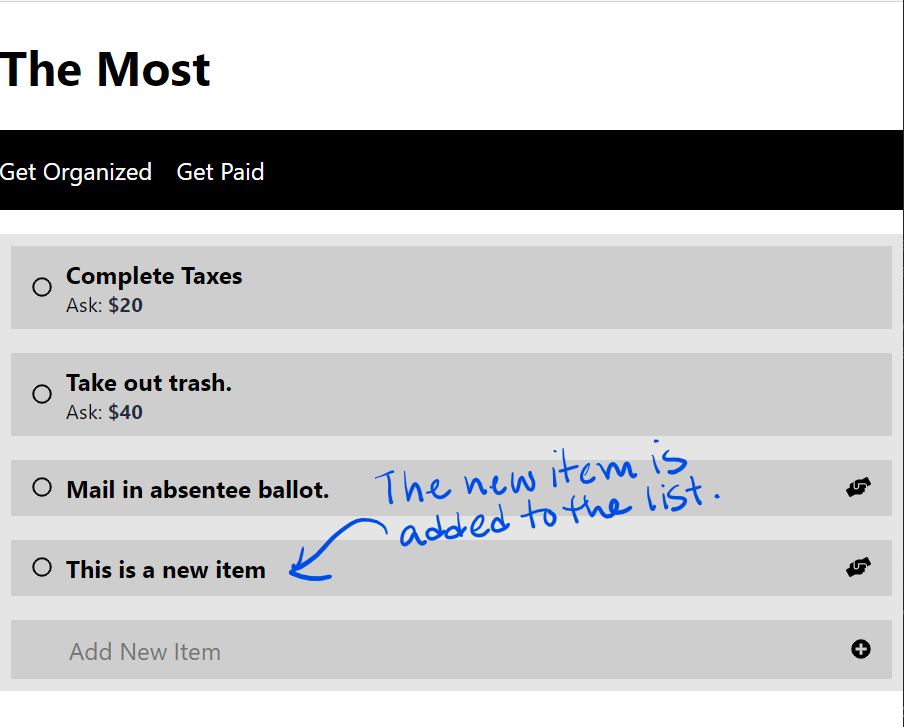 The Most
Get Organized Get Paid
Complete Taxes
Ask: $20
Take out trash.
Ask: $40
Mail in absentee ballot.
The new item is
added to the list.
This is a new item
Add New Item